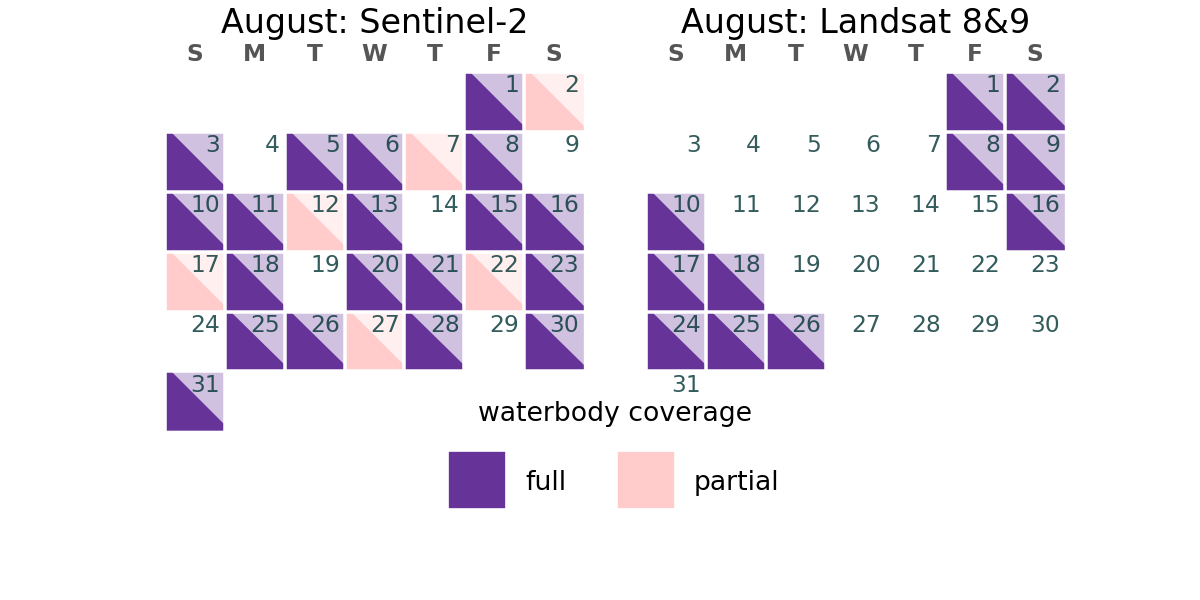 August: Sentinel-2
S M T W T F S
1 2
3 4 5 6 7 8 9
10 11 12 13 14 15 16
17 18 19 20 21 22 23
24 25 26 27 28 29 30
31
August: Landsat 8&9
S M T W T F S
1 2
3 4 5 6 7 8 9
10 11 12 13 14 15 16
17 18 19 20 21 22 23
24 25 26 27 28 29 30
31
waterbody coverage
full partial